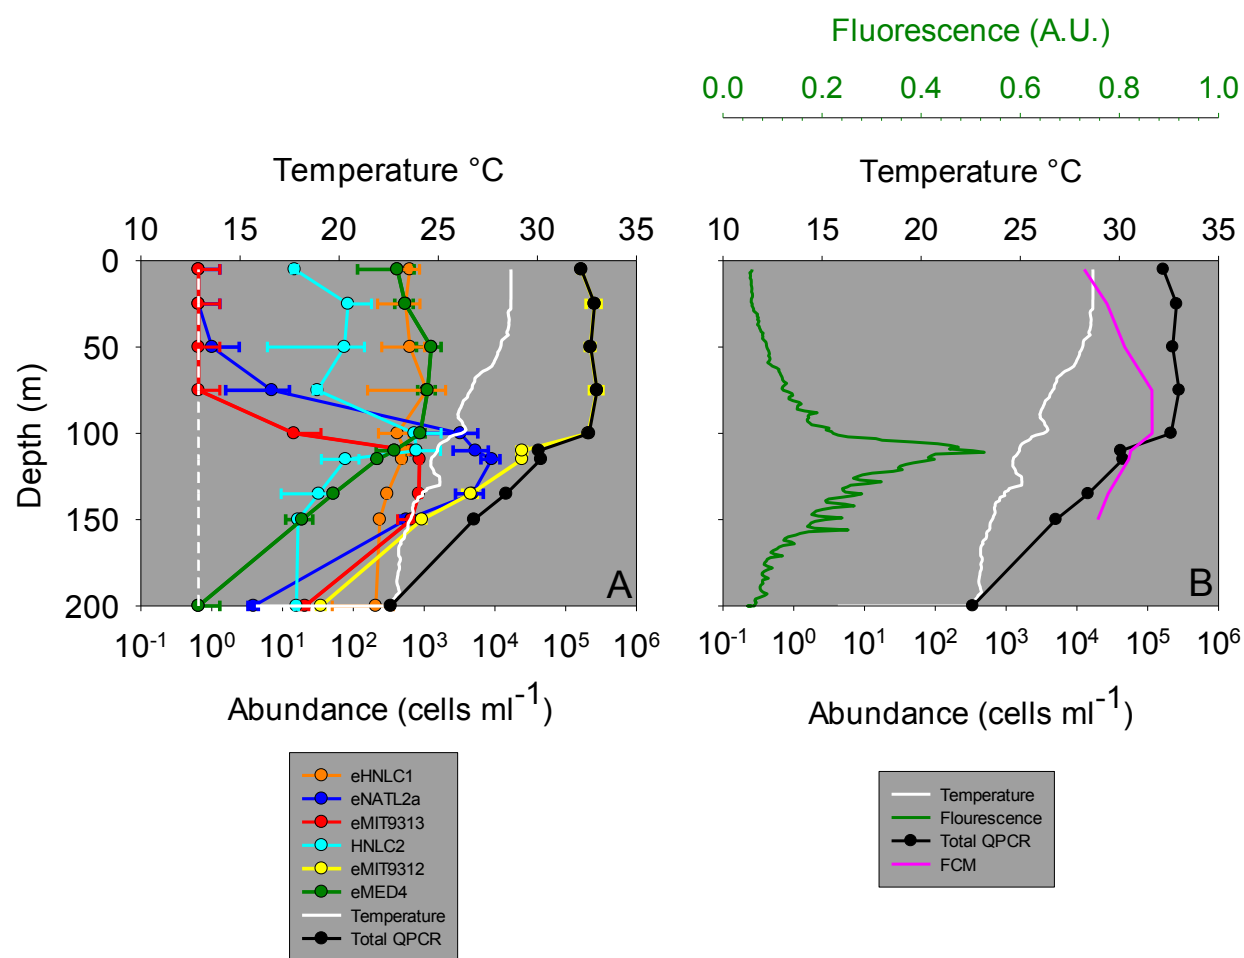 Fluorescence (A.U.)
0.0 0.2 0.4 0.6 0.8 1.0
Temperature °C
10 15 20 25 30 35
Depth (m)
0
50
100
150
200
A
10-1 100 101 102 103 104 105 106
Abundance (cells ml-1)
eHNLC1
eNATL2a
eMIT9313
HNLC2
eMIT9312
eMED4
Temperature
Total QPCR
Temperature °C
10 15 20 25 30 35
B
10-1 100 101 102 103 104 105 106
Abundance (cells ml-1)
Temperature
Flourescence
Total QPCR
FCM